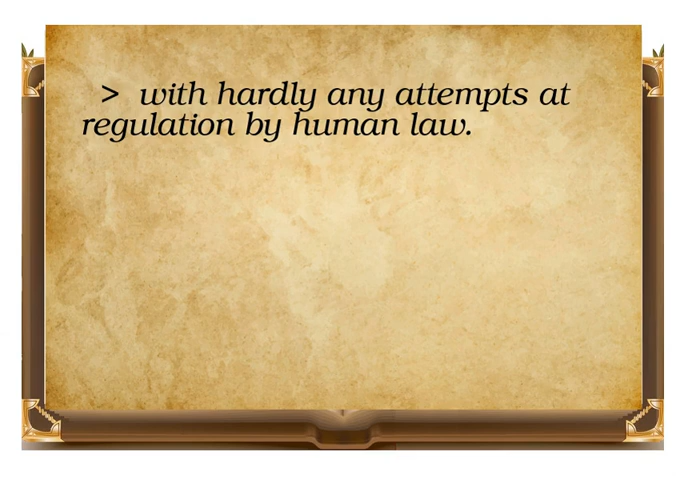 > with hardly any attempts at
regulation by human law.